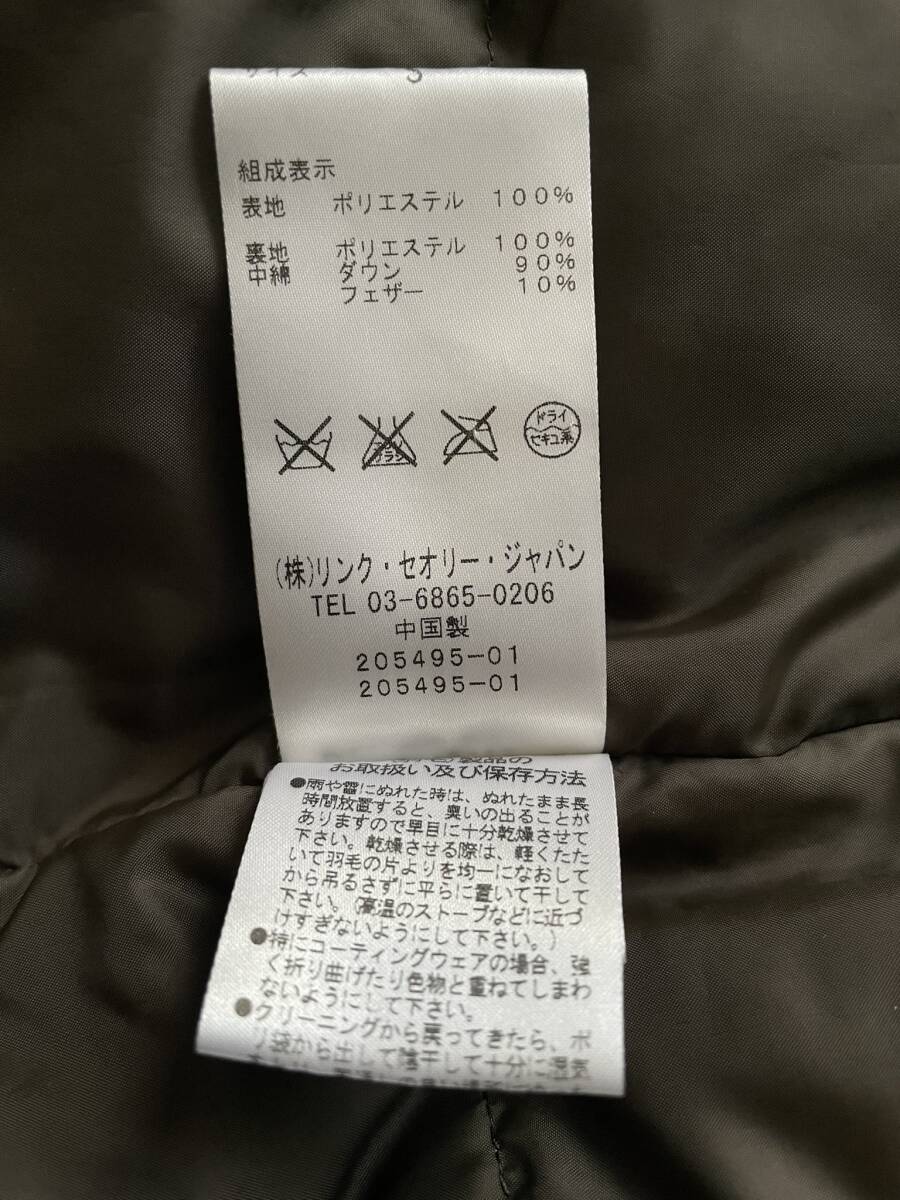 サイズ S
組成表示
表地 ポリエステル 100%
裏地 ポリエステル 100%
中綿 ダウン 90%
フェザー 10%
エンソ ブラシ
ドライ
セキユ系
(株)リンク・セオリー・ジャパン
TEL 03-6865-0206
中国製
205495-01
205495-01
製品の
お取扱い及び保存方法
●雨や露にぬれた時は、ぬれたまま長
時間放置すると、臭いの出ることが
ありますので早目に十分乾燥させて
下さい。乾燥させる際は、軽くたた
いて羽毛の片よりを均一になおして
から吊るさずに平らに置いて干して
下さい。(高温のストーブなどに近づ
けすぎないようにして下さい。)
●特にコーティングウェアの場合、強
く折り曲げたり色物と重ねてしまわ
ないようにして下さい。
●クリーニングから戻ってきたら、ポ
リ袋から出して陰干して十分に湿気